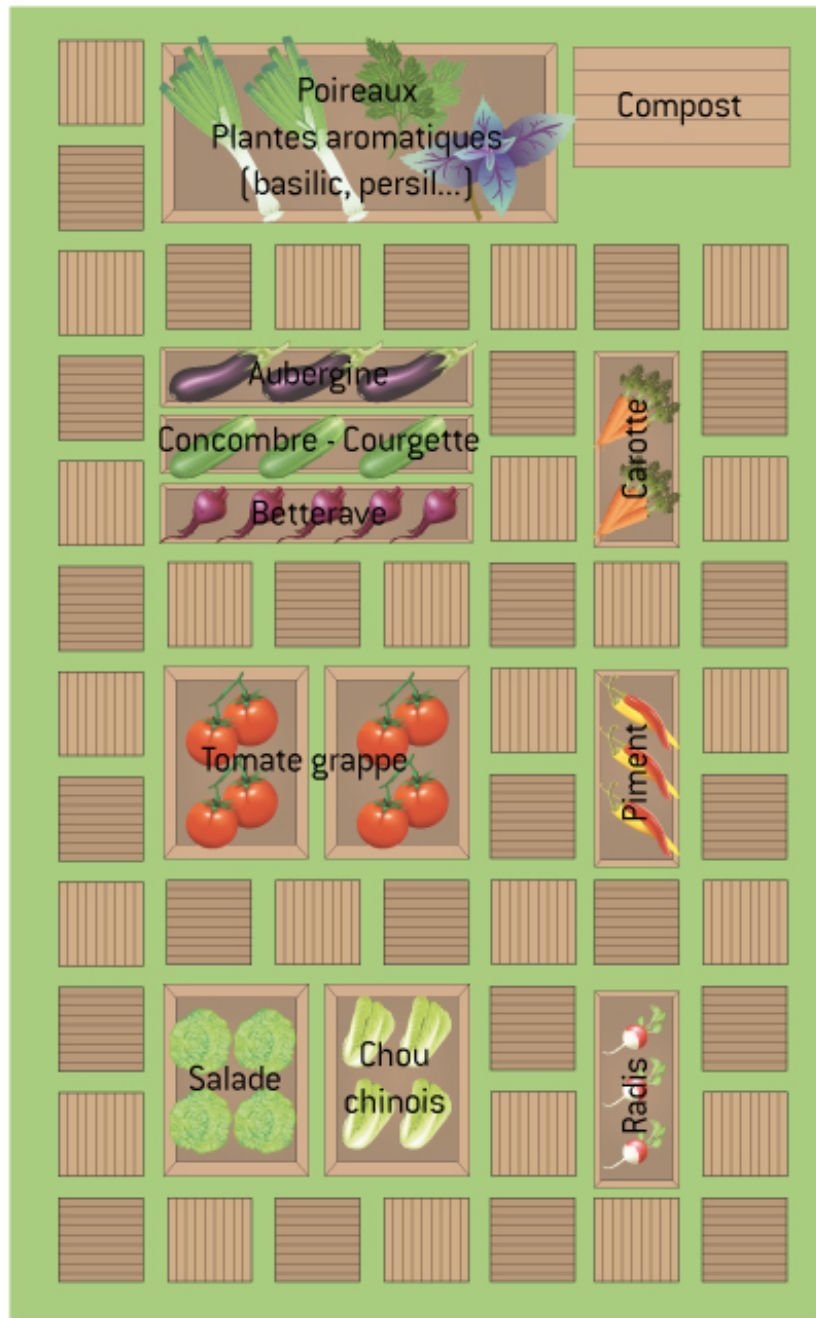 Poireaux
Plantes aromatiques
(basilic, persil...)
Compost
Aubergine
Concombre - Courgette
Betterave
Carotte
Tomate grappe
Piment
Salade
Chou
chinois
Radis